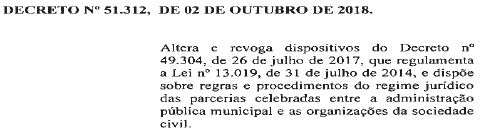 DECRETO Nº 51.312, DE 02 DE OUTUBRO DE 2018.
Altera e revoga dispositivos do Decreto nº
49.304, de 26 de julho de 2017, que regulamenta
a Lei nº 13.019, de 31 de julho de 2014, e dispõe
sobre regras e procedimentos do regime jurídico
das parcerias celebradas entre a administração
pública municipal e as organizações da sociedade
civil.